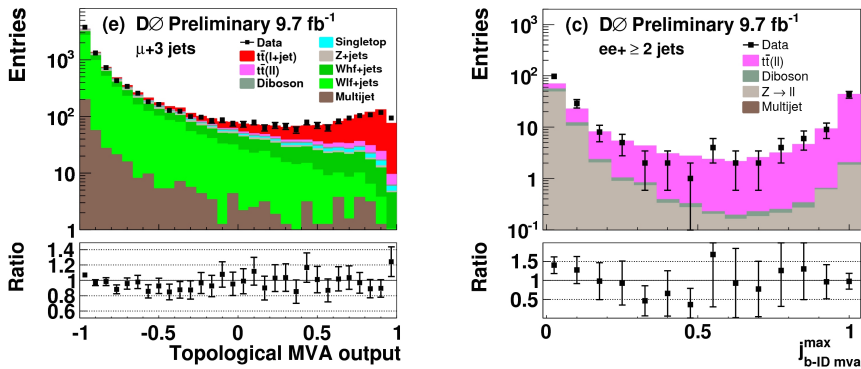 (e) DØ Preliminary 9.7 fb⁻¹
μ+3 jets
Data
tt̄(l+jet)
tt̄(ll)
Diboson
Singletop
Z+jets
Whf+jets
Wlf+jets
Multijet
Entries
10³
10²
10
1
Ratio
1.4
1.2
1
0.8
0.6
-1 -0.5 0 0.5 1
Topological MVA output
(c) DØ Preliminary 9.7 fb⁻¹
ee+ ≥ 2 jets
Data
tt̄(ll)
Diboson
Z → ll
Multijet
Entries
10³
10²
10
1
10⁻¹
Ratio
1.5
1
0.5
0 0.5 1
j^max_b-ID mva